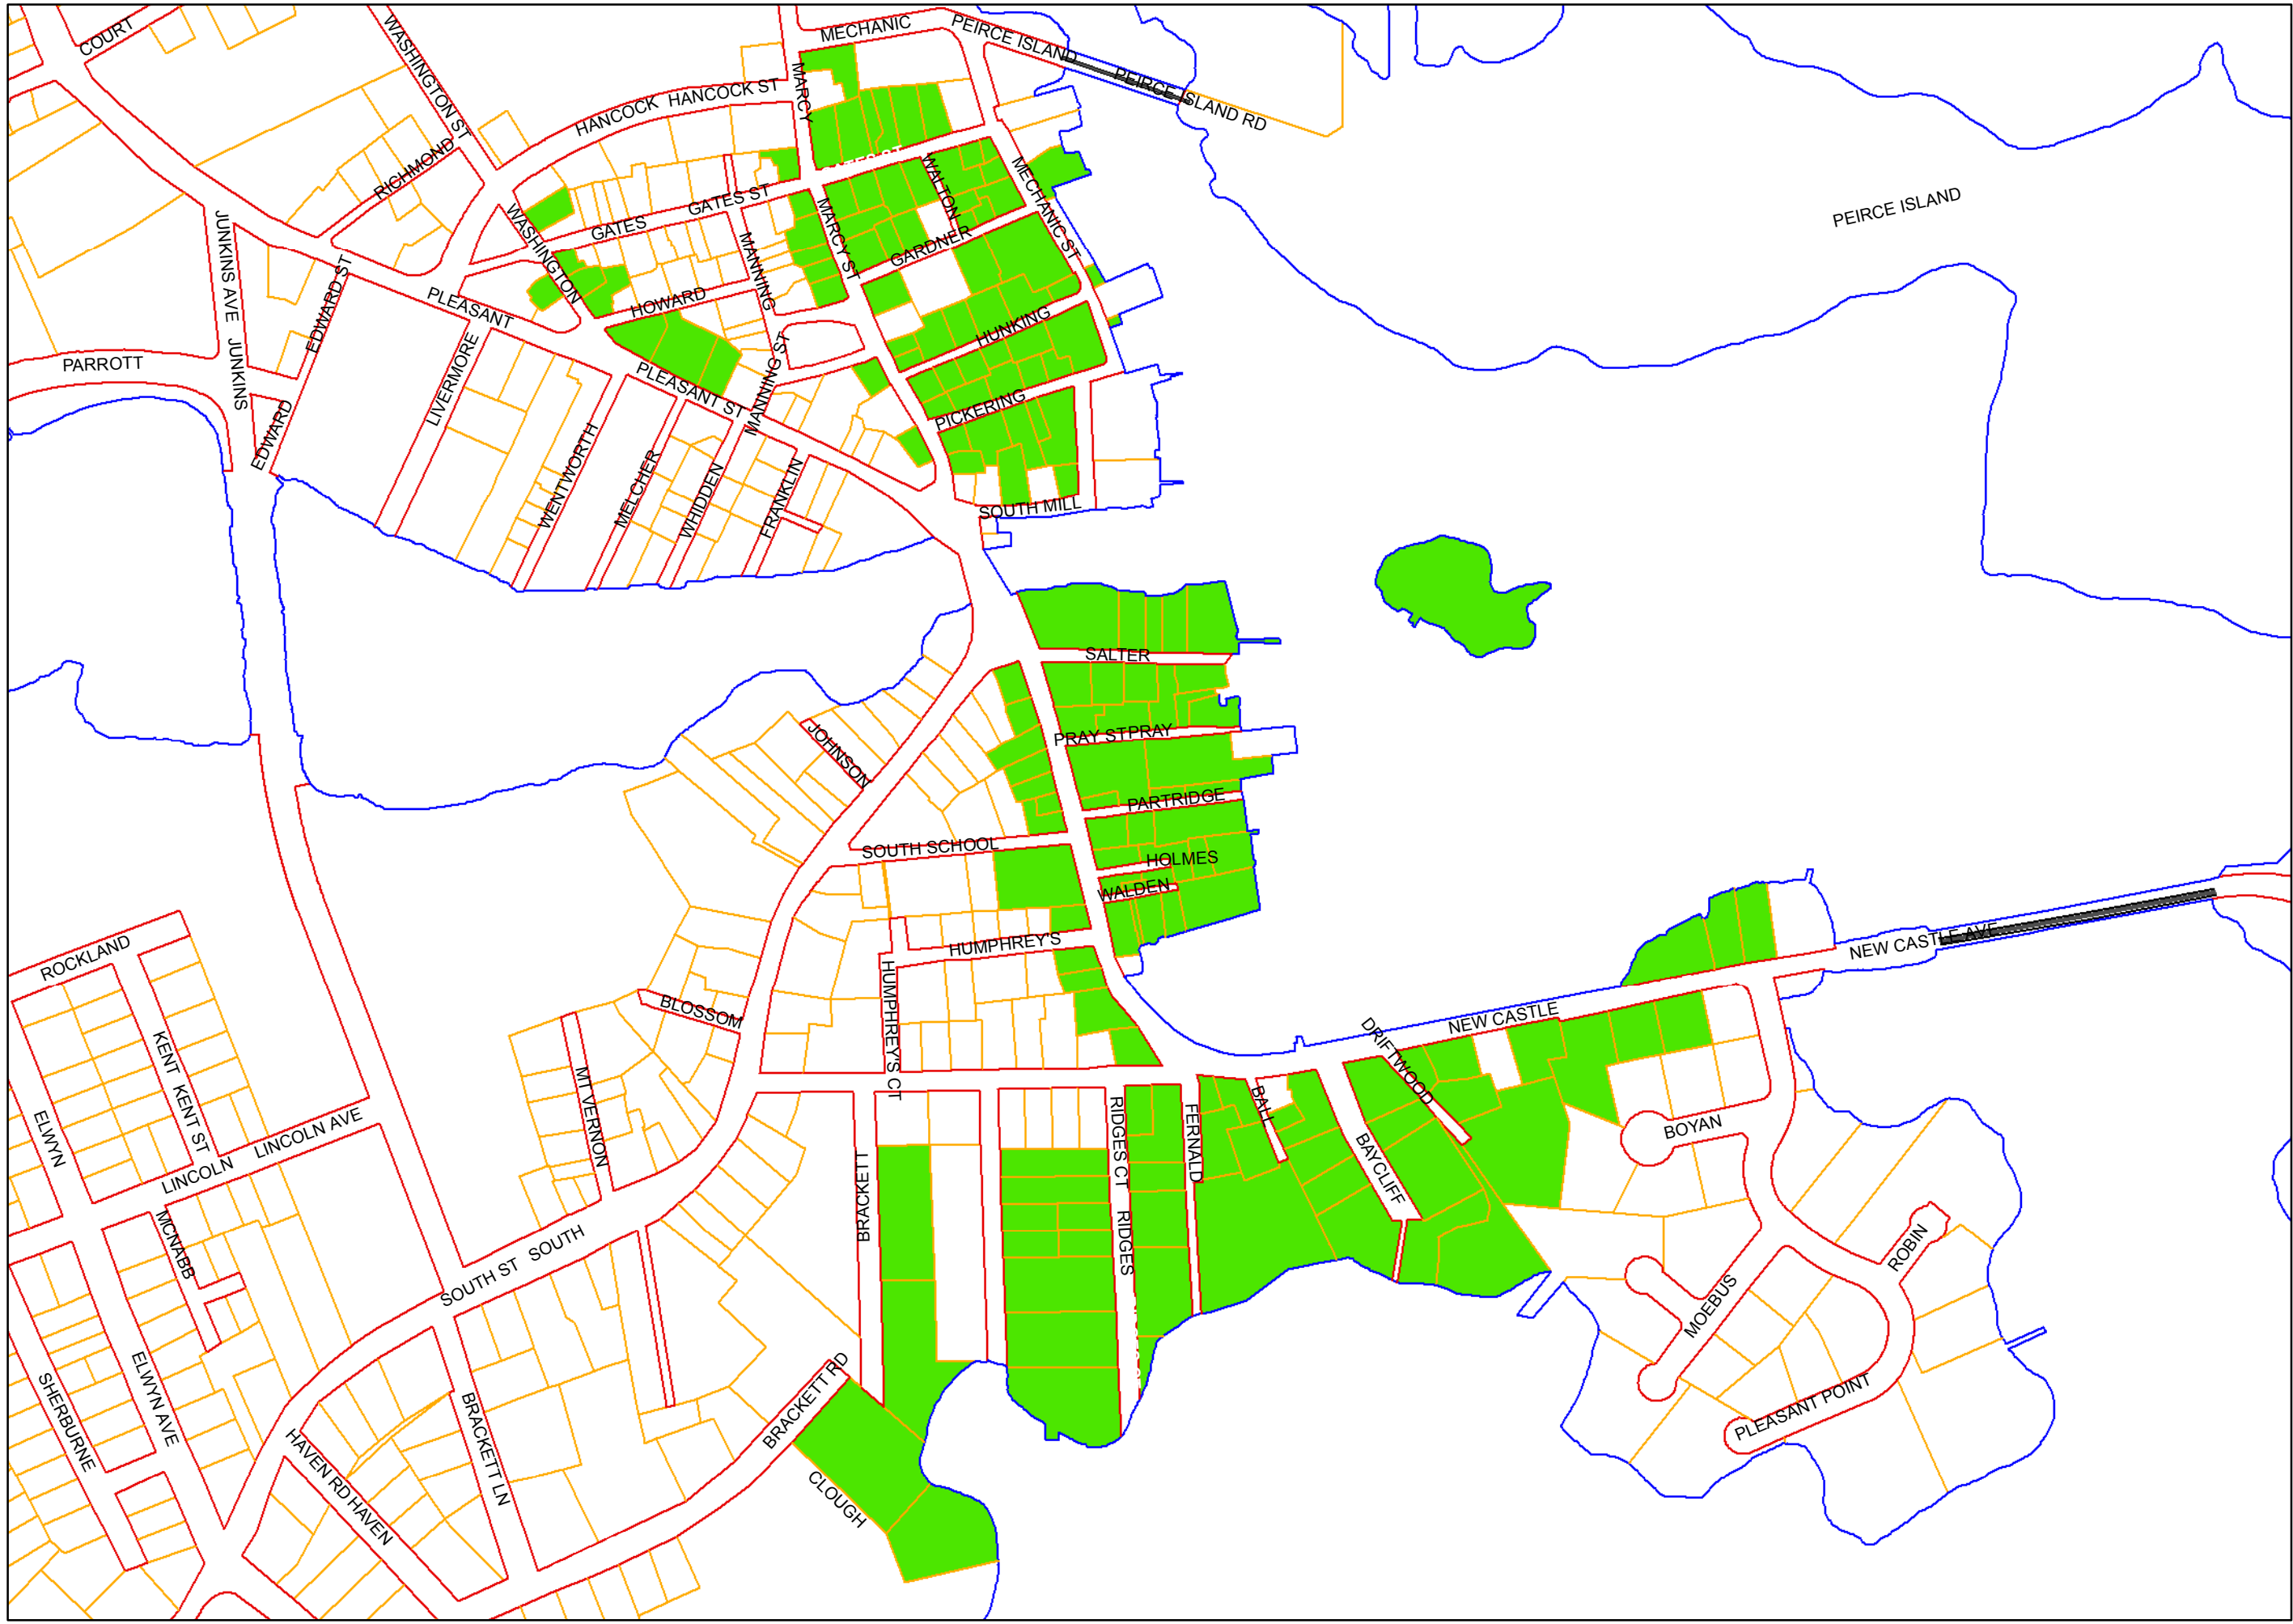 COURT
WASHINGTON ST
MECHANIC
PEIRCE ISLAND
PEIRCE ISLAND RD
HANCOCK
HANCOCK ST
MARCY
RICHMOND
GATES ST
WALTON
MECHANIC ST
PEIRCE ISLAND
JUNKINS AVE
WASHINGTON
GATES
GATES ST
MARCY ST
GARDNER
EDWARD ST
MANNING
PLEASANT
HOWARD
HUNKING
PARROTT
JUNKINS
LIVERMORE
MANNING ST
PLEASANT ST
PICKERING
EDWARD
WENTWORTH
MELCHER
WHIDDEN
FRANKLIN
SOUTH MILL
SALTER
JOHNSON
PRAY ST
PRAY
PARTRIDGE
SOUTH SCHOOL
HOLMES
WALDEN
ROCKLAND
HUMPHREY'S
NEW CASTLE AVE
BLOSSOM
HUMPHREY'S CT
NEW CASTLE
DRIFTWOOD
KENT
KENT ST
MT VERNON
ELWYN
LINCOLN AVE
LINCOLN
RIDGES CT
FERNALD
BALL
BOYAN
BRACKETT
BAYCLIFF
MCNABB
SOUTH ST
SOUTH
RIDGES
ROBIN
MOEBUS
SHERBURNE
ELWYN AVE
BRACKETT LN
BRACKETT RD
PLEASANT POINT
HAVEN RD
HAVEN
CLOUGH